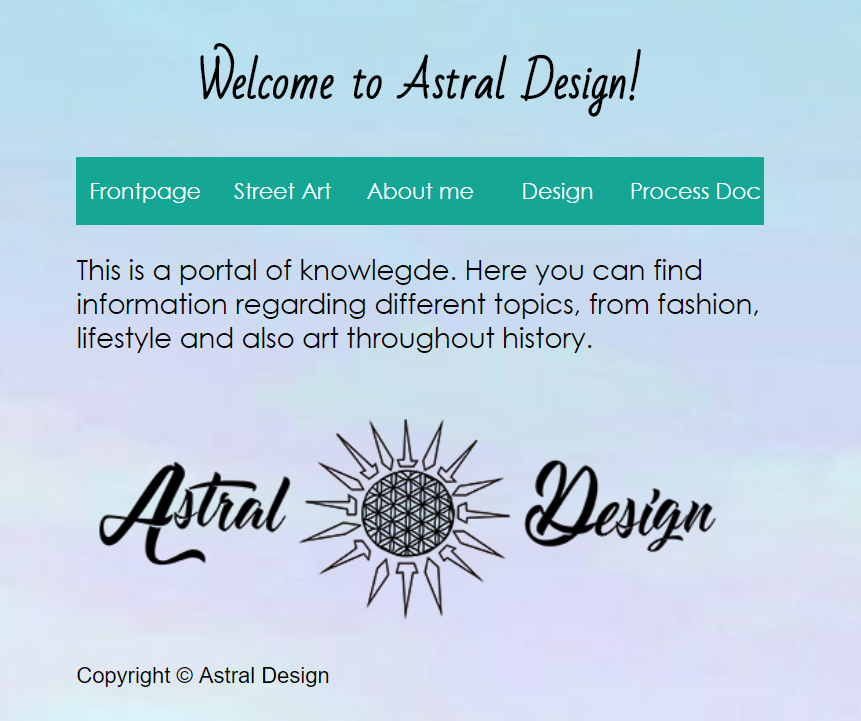 Welcome to Astral Design!
Frontpage Street Art About me Design Process Doc
This is a portal of knowlegde. Here you can find
information regarding different topics, from fashion,
lifestyle and also art throughout history.
Astral Design
Copyright © Astral Design